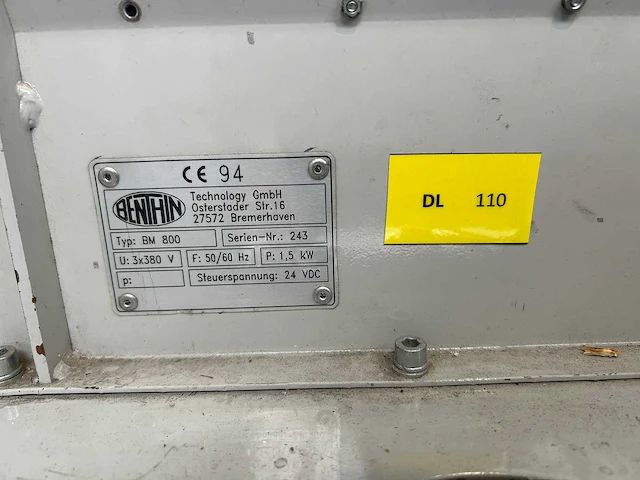 CE 94
BENTHIN
Technology GmbH
Osterstader Str.16
27572 Bremerhaven
Typ: BM 800
Serien-Nr.: 243
U: 3x380 V
F: 50/60 Hz
P: 1,5 kW
p:
Steuerspannung: 24 VDC
DL 110